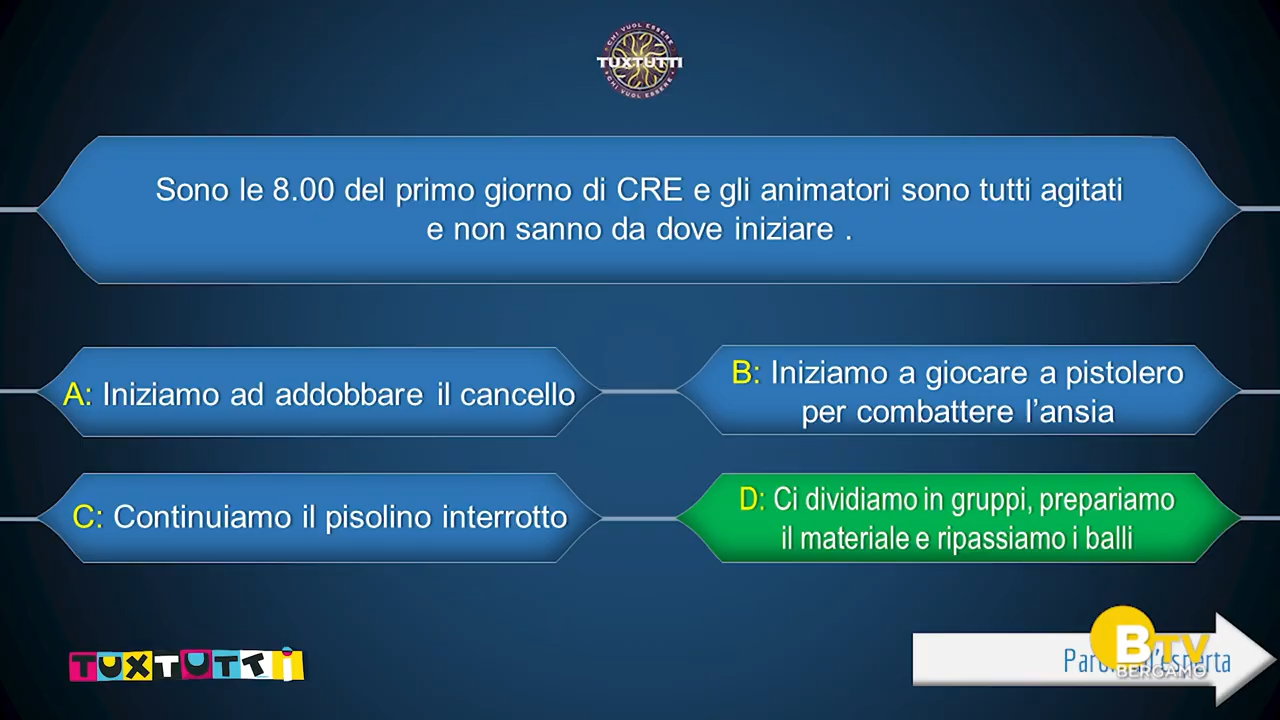 CHI VUOL ESSERE
TUXTUTTI
CHI VUOL ESSERE
Sono le 8.00 del primo giorno di CRE e gli animatori sono tutti agitati
e non sanno da dove iniziare .
A: Iniziamo ad addobbare il cancello
B: Iniziamo a giocare a pistolero
per combattere l’ansia
C: Continuiamo il pisolino interrotto
D: Ci dividiamo in gruppi, prepariamo
il materiale e ripassiamo i balli
TUXTUTTi
BTV
BERGAMO